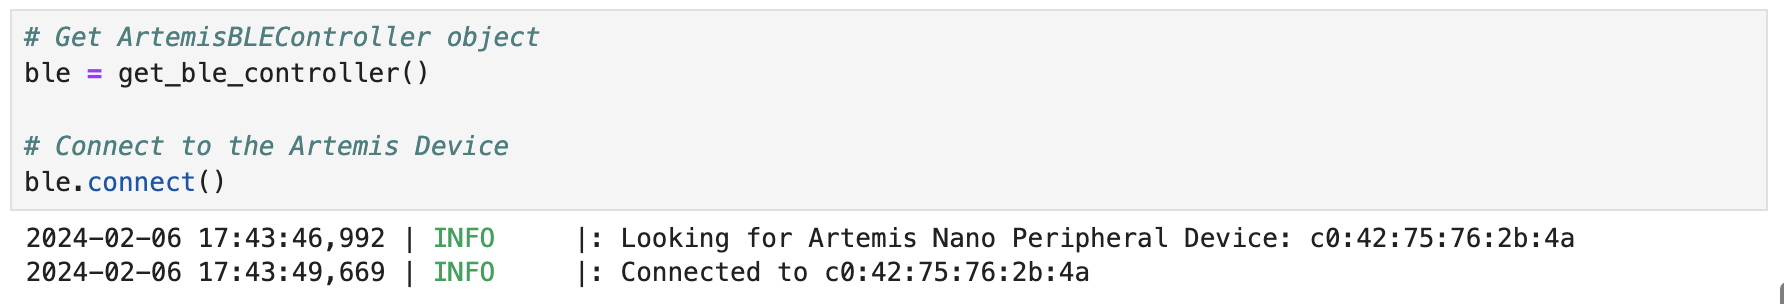 # Get ArtemisBLEController object
ble = get_ble_controller()
# Connect to the Artemis Device
ble.connect()
2024-02-06 17:43:46,992 | INFO     |: Looking for Artemis Nano Peripheral Device: c0:42:75:76:2b:4a
2024-02-06 17:43:49,669 | INFO     |: Connected to c0:42:75:76:2b:4a